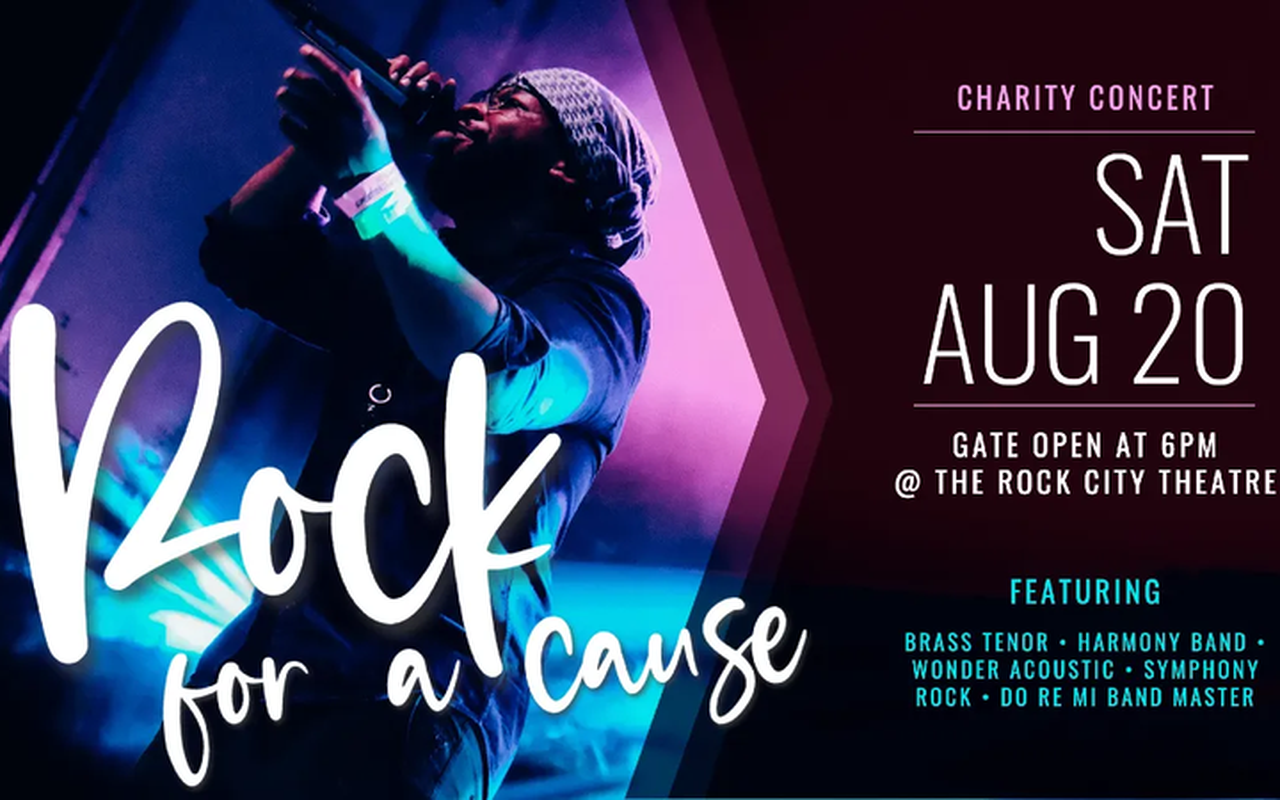 Rock
for a cause
CHARITY CONCERT
SAT
AUG 20
GATE OPEN AT 6PM
@ THE ROCK CITY THEATRE
FEATURING
BRASS TENOR • HARMONY BAND •
WONDER ACOUSTIC • SYMPHONY
ROCK • DO RE MI BAND MASTER